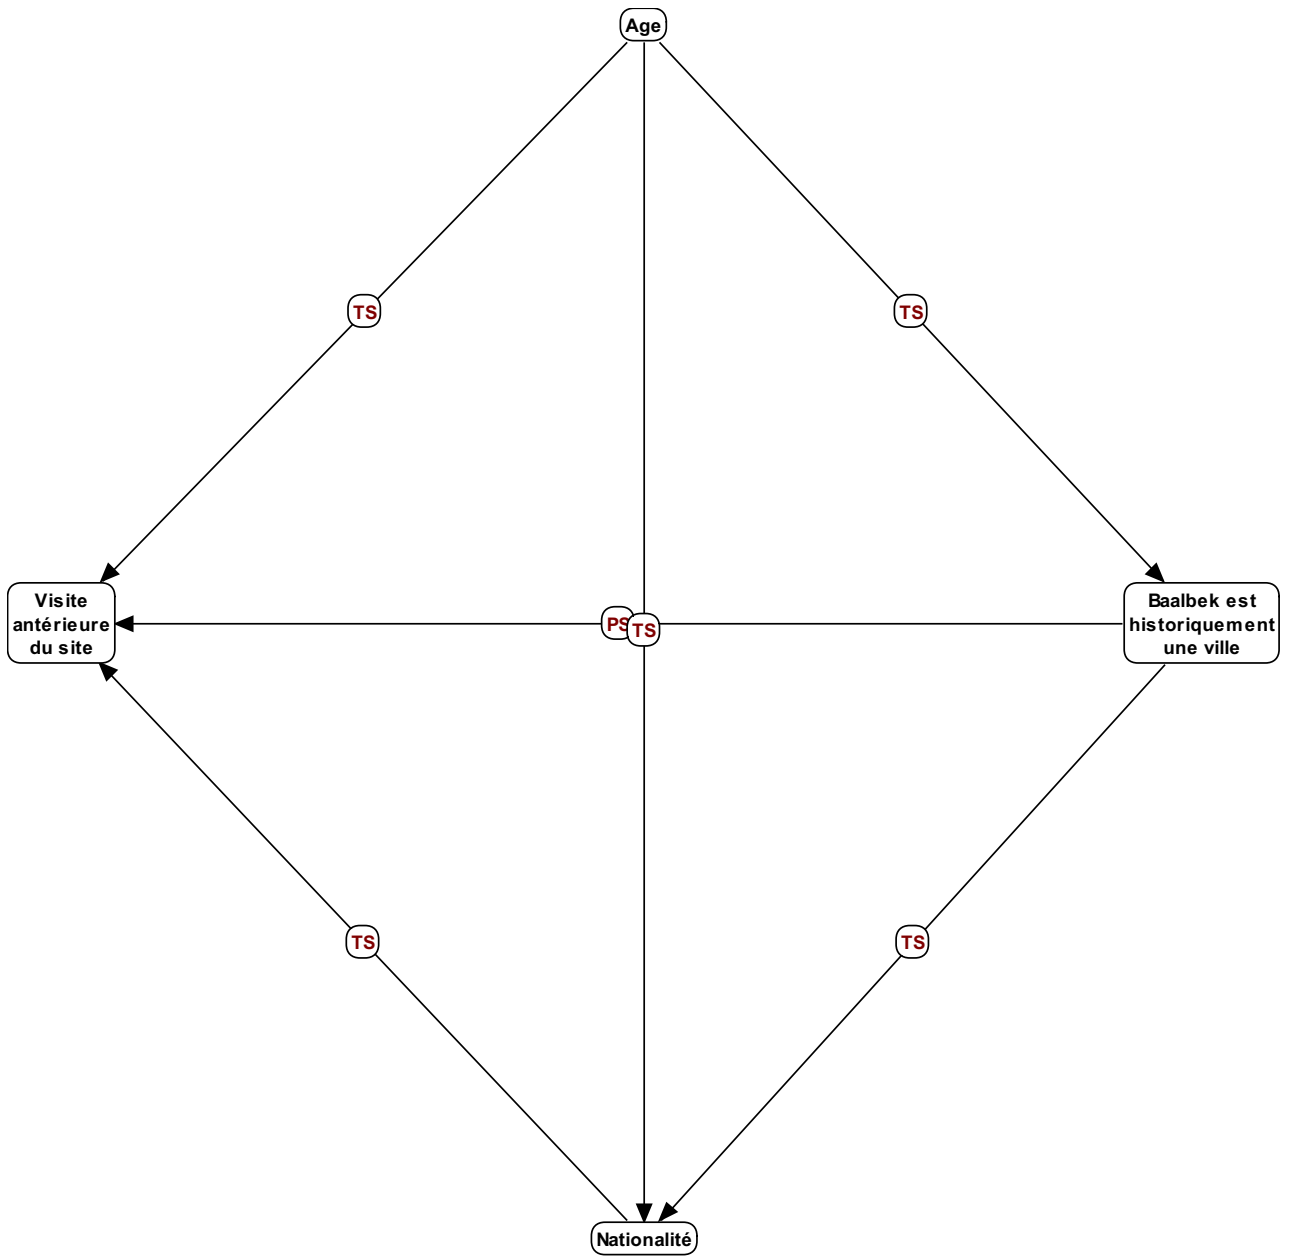 Age
TS
TS
Visite
antérieure
du site
PS
TS
Baalbek est
historiquement
une ville
TS
TS
Nationalité